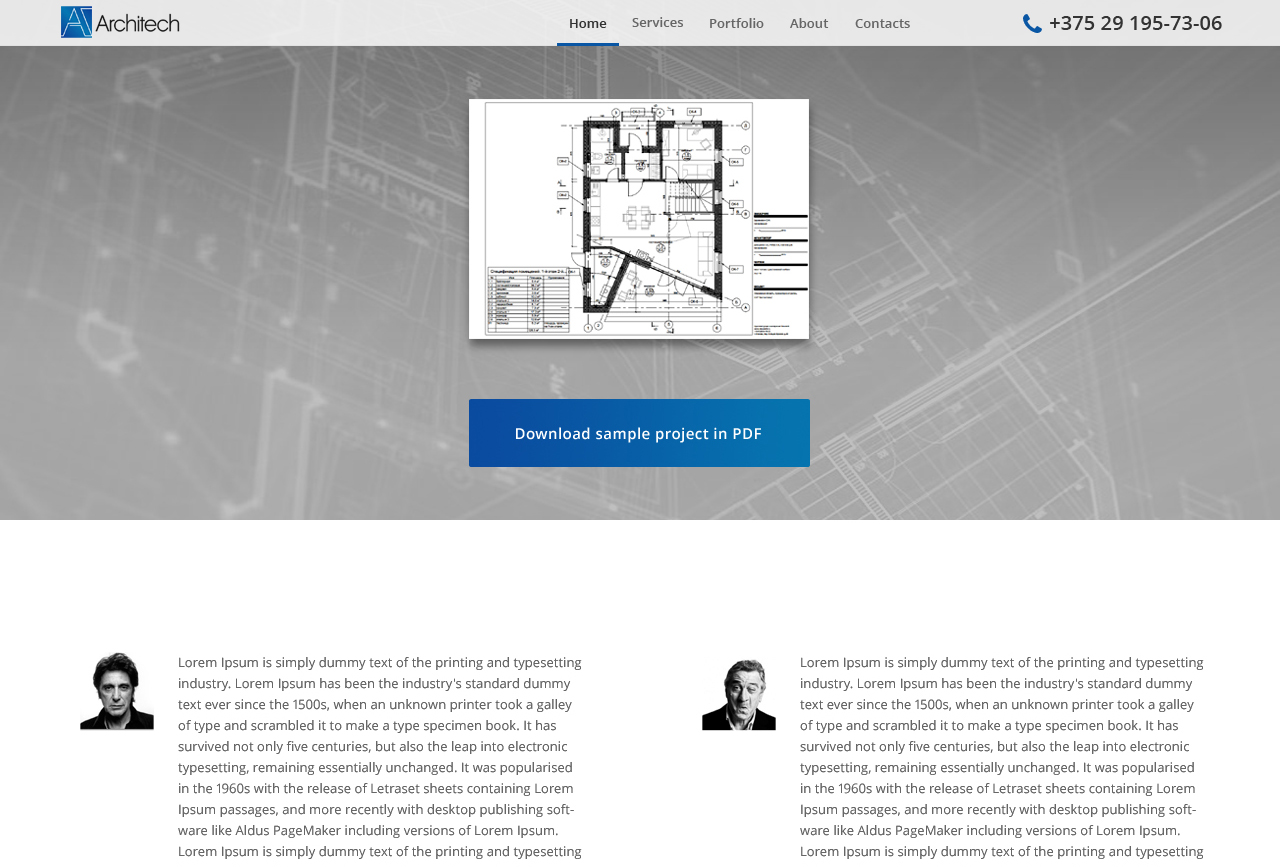 Architech
Home
Services
Portfolio
About
Contacts
+375 29 195-73-06
Download sample project in PDF
Lorem Ipsum is simply dummy text of the printing and typesetting
industry. Lorem Ipsum has been the industry's standard dummy
text ever since the 1500s, when an unknown printer took a galley
of type and scrambled it to make a type specimen book. It has
survived not only five centuries, but also the leap into electronic
typesetting, remaining essentially unchanged. It was popularised
in the 1960s with the release of Letraset sheets containing Lorem
Ipsum passages, and more recently with desktop publishing soft-
ware like Aldus PageMaker including versions of Lorem Ipsum.
Lorem Ipsum is simply dummy text of the printing and typesetting
Lorem Ipsum is simply dummy text of the printing and typesetting
industry. Lorem Ipsum has been the industry's standard dummy
text ever since the 1500s, when an unknown printer took a galley
of type and scrambled it to make a type specimen book. It has
survived not only five centuries, but also the leap into electronic
typesetting, remaining essentially unchanged. It was popularised
in the 1960s with the release of Letraset sheets containing Lorem
Ipsum passages, and more recently with desktop publishing soft-
ware like Aldus PageMaker including versions of Lorem Ipsum.
Lorem Ipsum is simply dummy text of the printing and typesetting